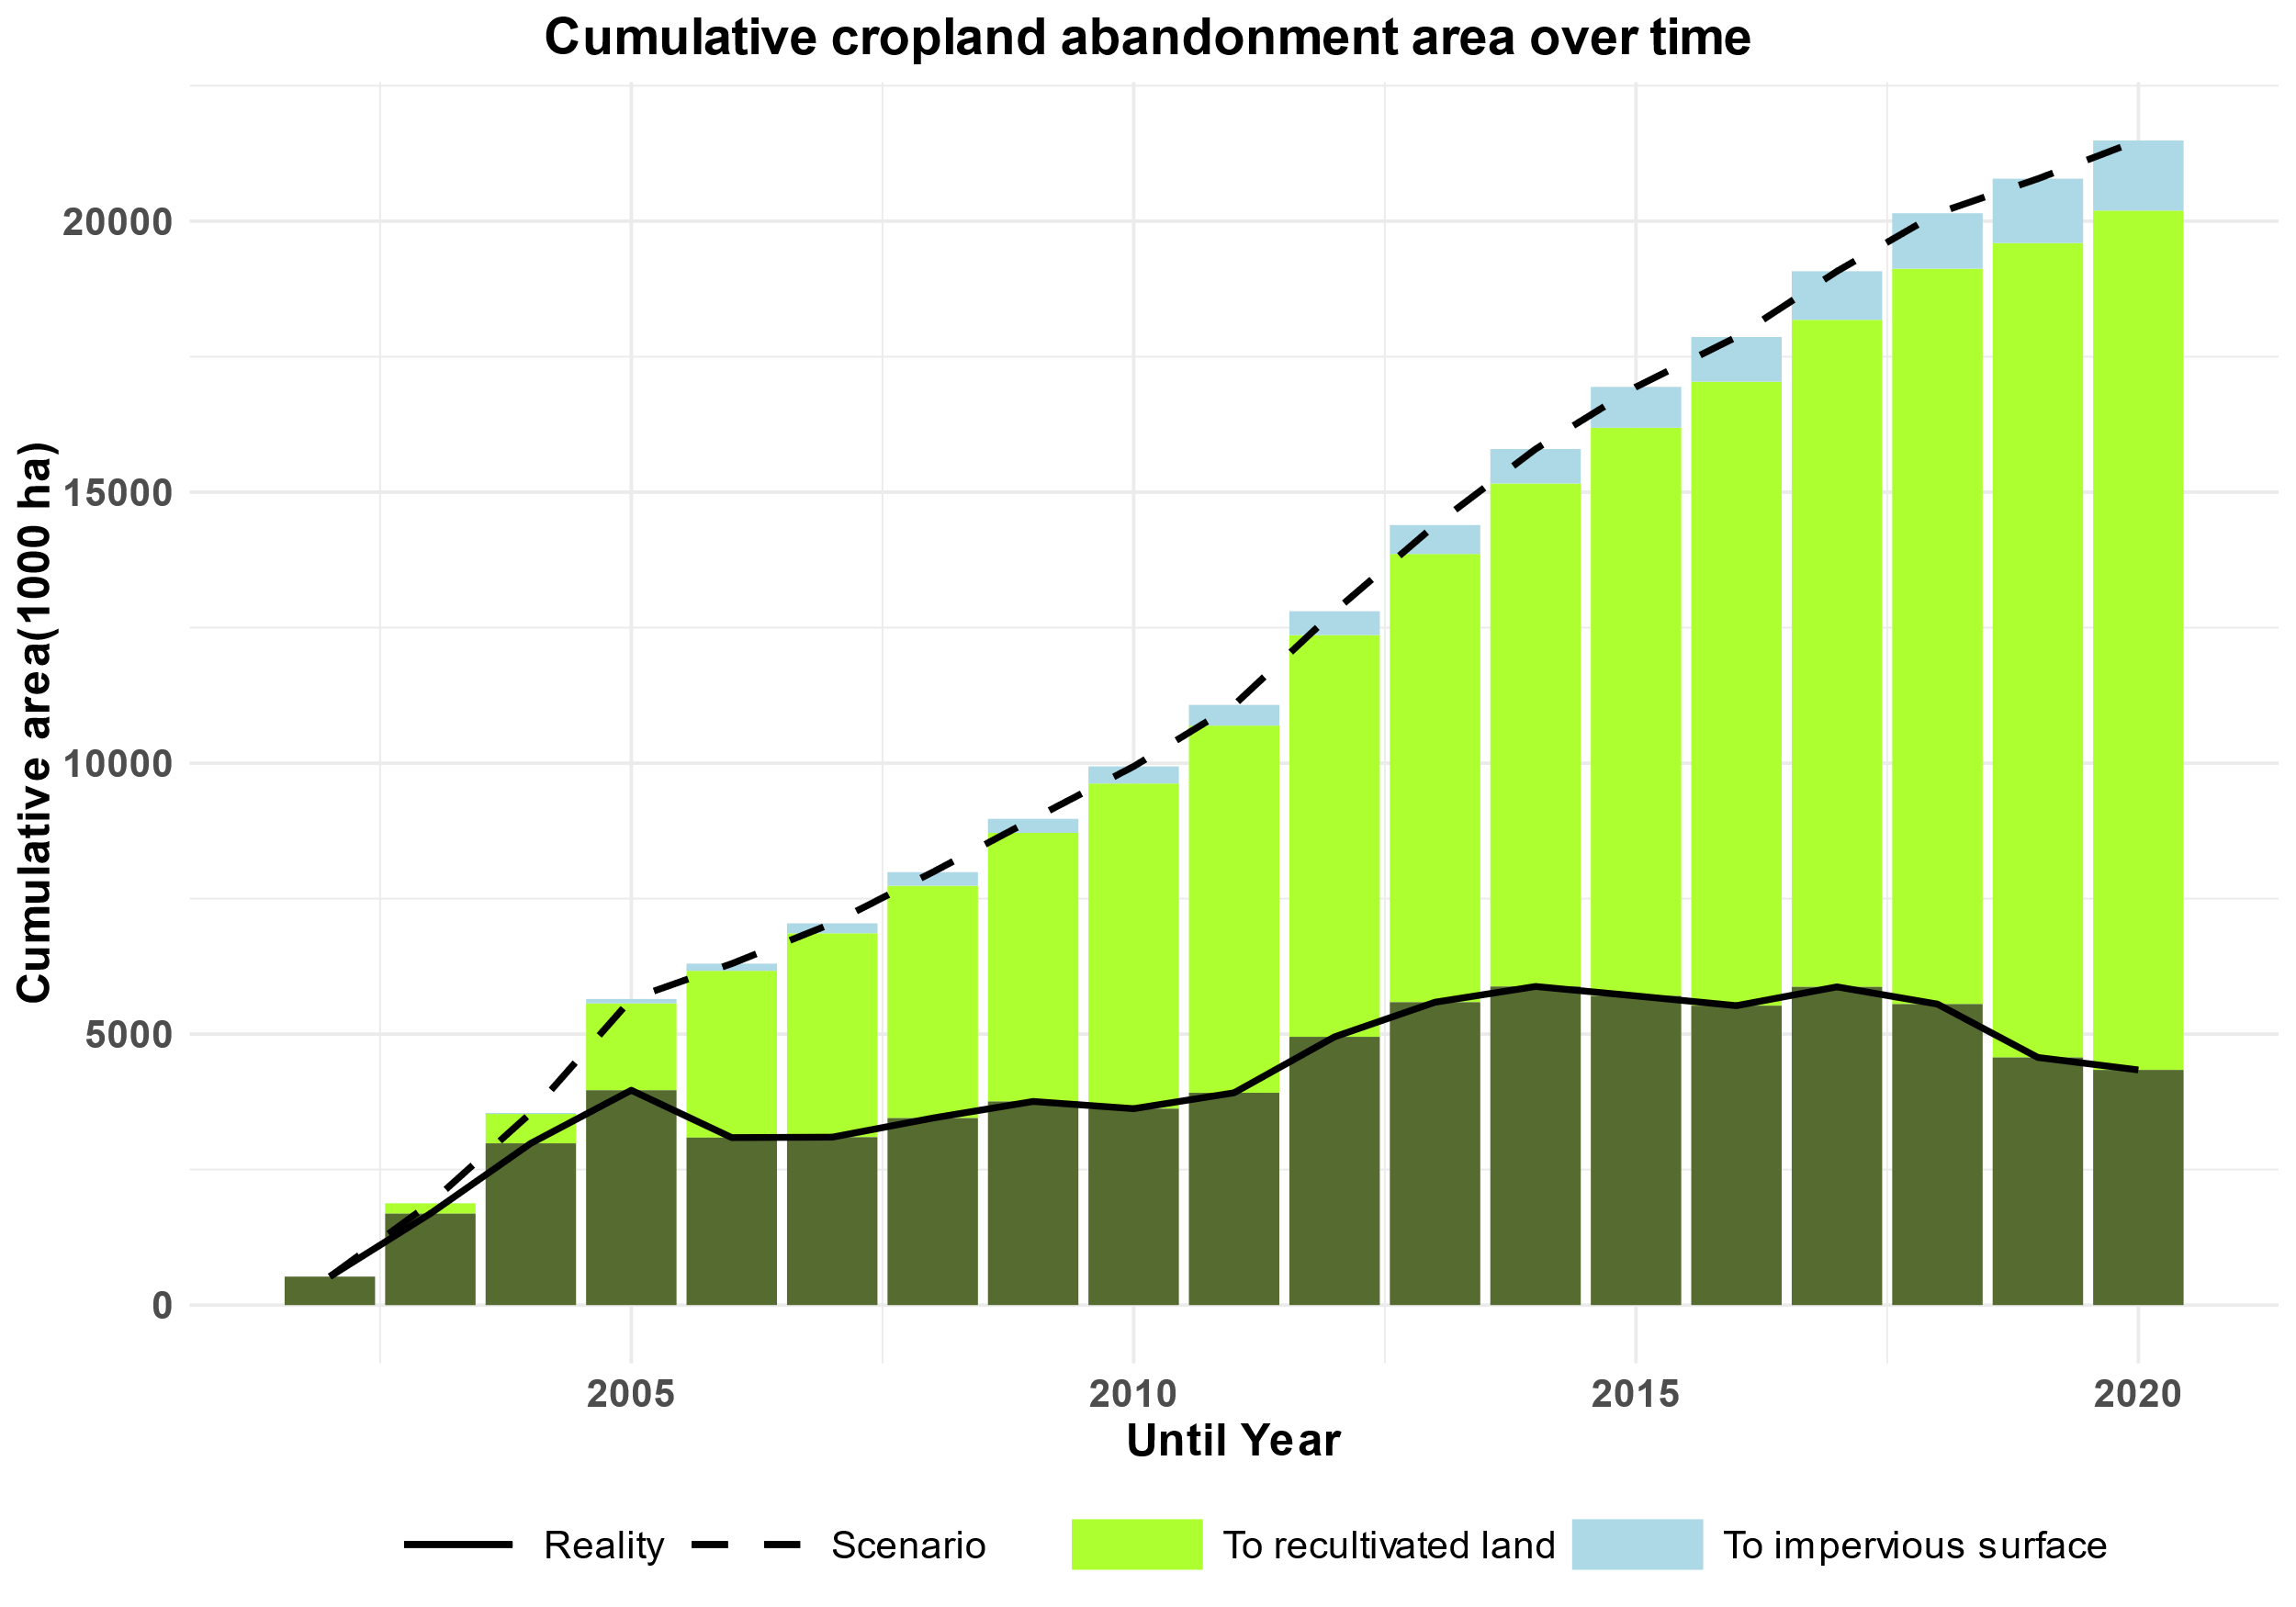 Cumulative cropland abandonment area over time
Cumulative area(1000 ha)
20000
15000
10000
5000
0
2005 2010 2015 2020
Until Year
Reality Scenario To recultivated land To impervious surface